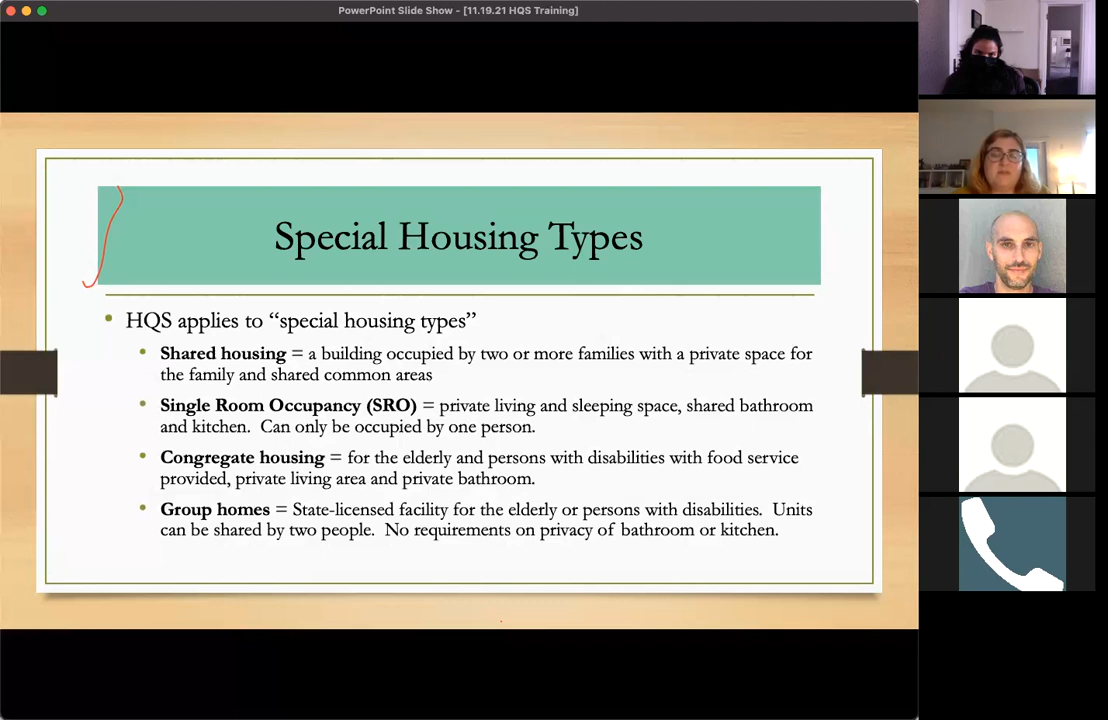 PowerPoint Slide Show - [11.19.21 HQS Training]
Special Housing Types
HQS applies to “special housing types”
Shared housing = a building occupied by two or more families with a private space for
the family and shared common areas
Single Room Occupancy (SRO) = private living and sleeping space, shared bathroom
and kitchen.  Can only be occupied by one person.
Congregate housing = for the elderly and persons with disabilities with food service
provided, private living area and private bathroom.
Group homes = State-licensed facility for the elderly or persons with disabilities.  Units
can be shared by two people.  No requirements on privacy of bathroom or kitchen.